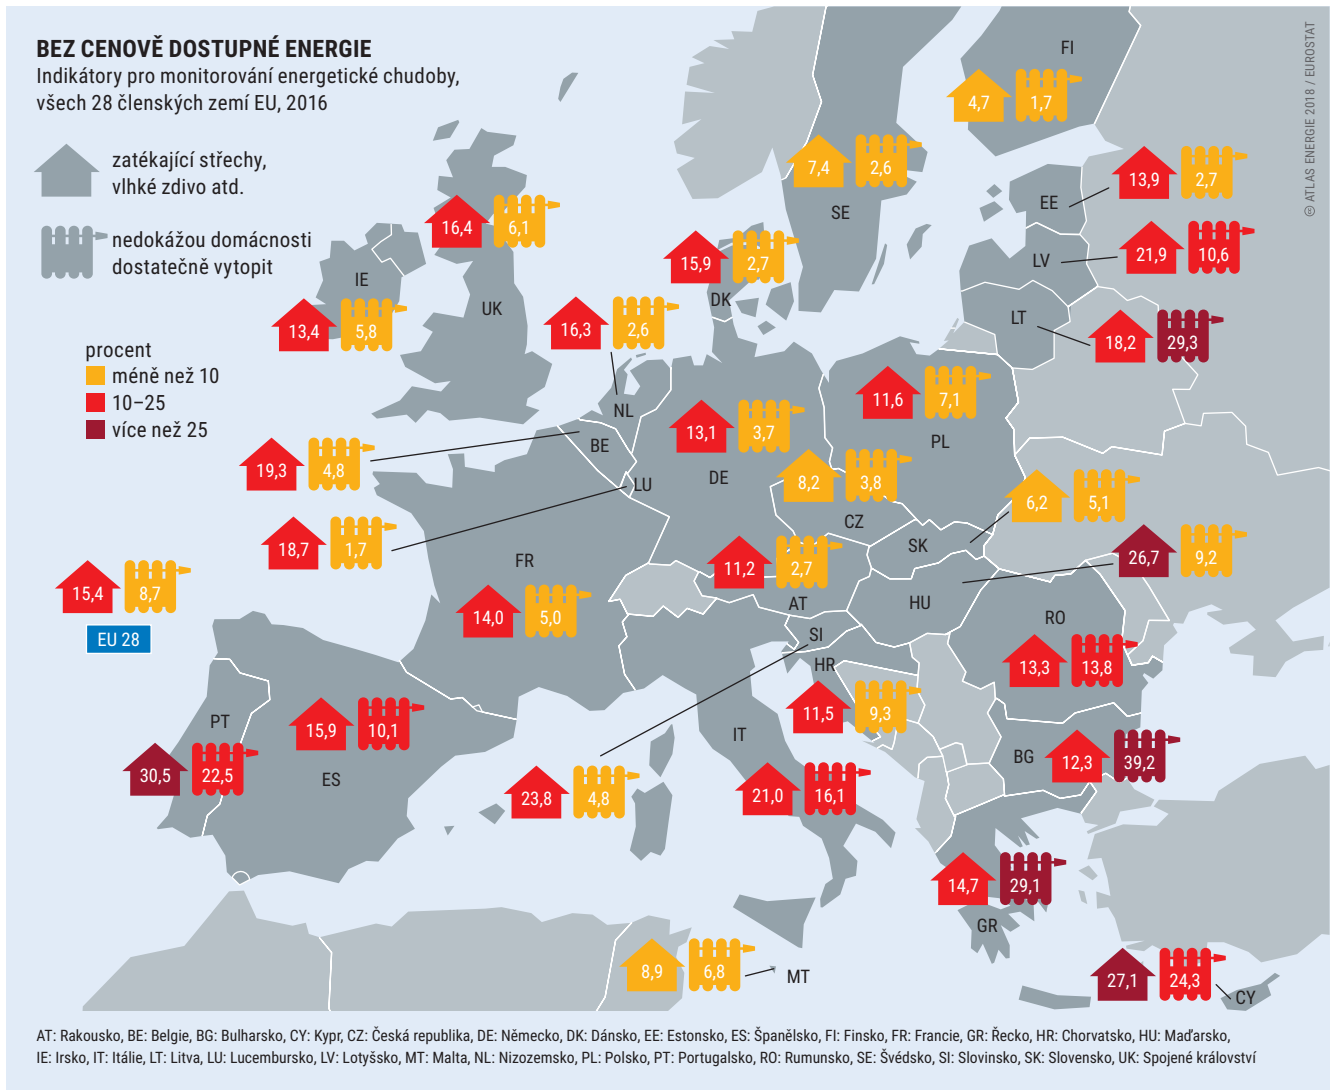 BEZ CENOVĚ DOSTUPNÉ ENERGIE
Indikátory pro monitorování energetické chudoby,
všech 28 členských zemí EU, 2016
zatékající střechy,
vlhké zdivo atd.
nedokážou domácnosti
dostatečně vytopit
procent
méně než 10
10–25
více než 25
© ATLAS ENERGIE 2018 / EUROSTAT
FI
4,7 1,7
7,4 2,6
SE
13,9 2,7
EE
16,4 6,1
UK
21,9 10,6
LV
15,9 2,7
DK
IE
13,4 5,8
16,3 2,6
NL
LT
18,2 29,3
11,6 7,1
PL
13,1 3,7
DE
19,3 4,8
BE
8,2 3,8
CZ
LU
18,7 1,7
6,2 5,1
SK
26,7 9,2
HU
11,2 2,7
AT
FR
14,0 5,0
15,4 8,7
EU 28
RO
13,3 13,8
SI
HR
11,5 9,3
PT
30,5 22,5
15,9 10,1
ES
IT
21,0 16,1
23,8 4,8
BG
12,3 39,2
14,7 29,1
GR
8,9 6,8
MT
27,1 24,3
CY
AT: Rakousko, BE: Belgie, BG: Bulharsko, CY: Kypr, CZ: Česká republika, DE: Německo, DK: Dánsko, EE: Estonsko, ES: Španělsko, FI: Finsko, FR: Francie, GR: Řecko, HR: Chorvatsko, HU: Maďarsko,
IE: Irsko, IT: Itálie, LT: Litva, LU: Lucembursko, LV: Lotyšsko, MT: Malta, NL: Nizozemsko, PL: Polsko, PT: Portugalsko, RO: Rumunsko, SE: Švédsko, SI: Slovinsko, SK: Slovensko, UK: Spojené království